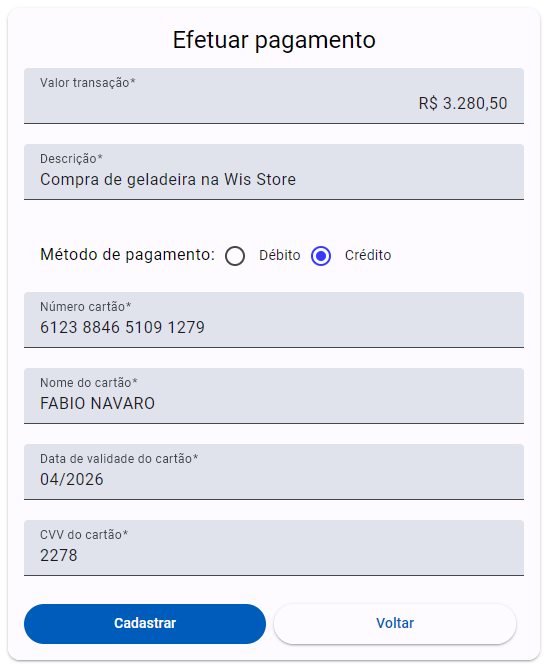 Efetuar pagamento
Valor transação*
R$ 3.280,50
Descrição*
Compra de geladeira na Wis Store
Método de pagamento: Débito Crédito
Número cartão*
6123 8846 5109 1279
Nome do cartão*
FABIO NAVARO
Data de validade do cartão*
04/2026
CVV do cartão*
2278
Cadastrar Voltar